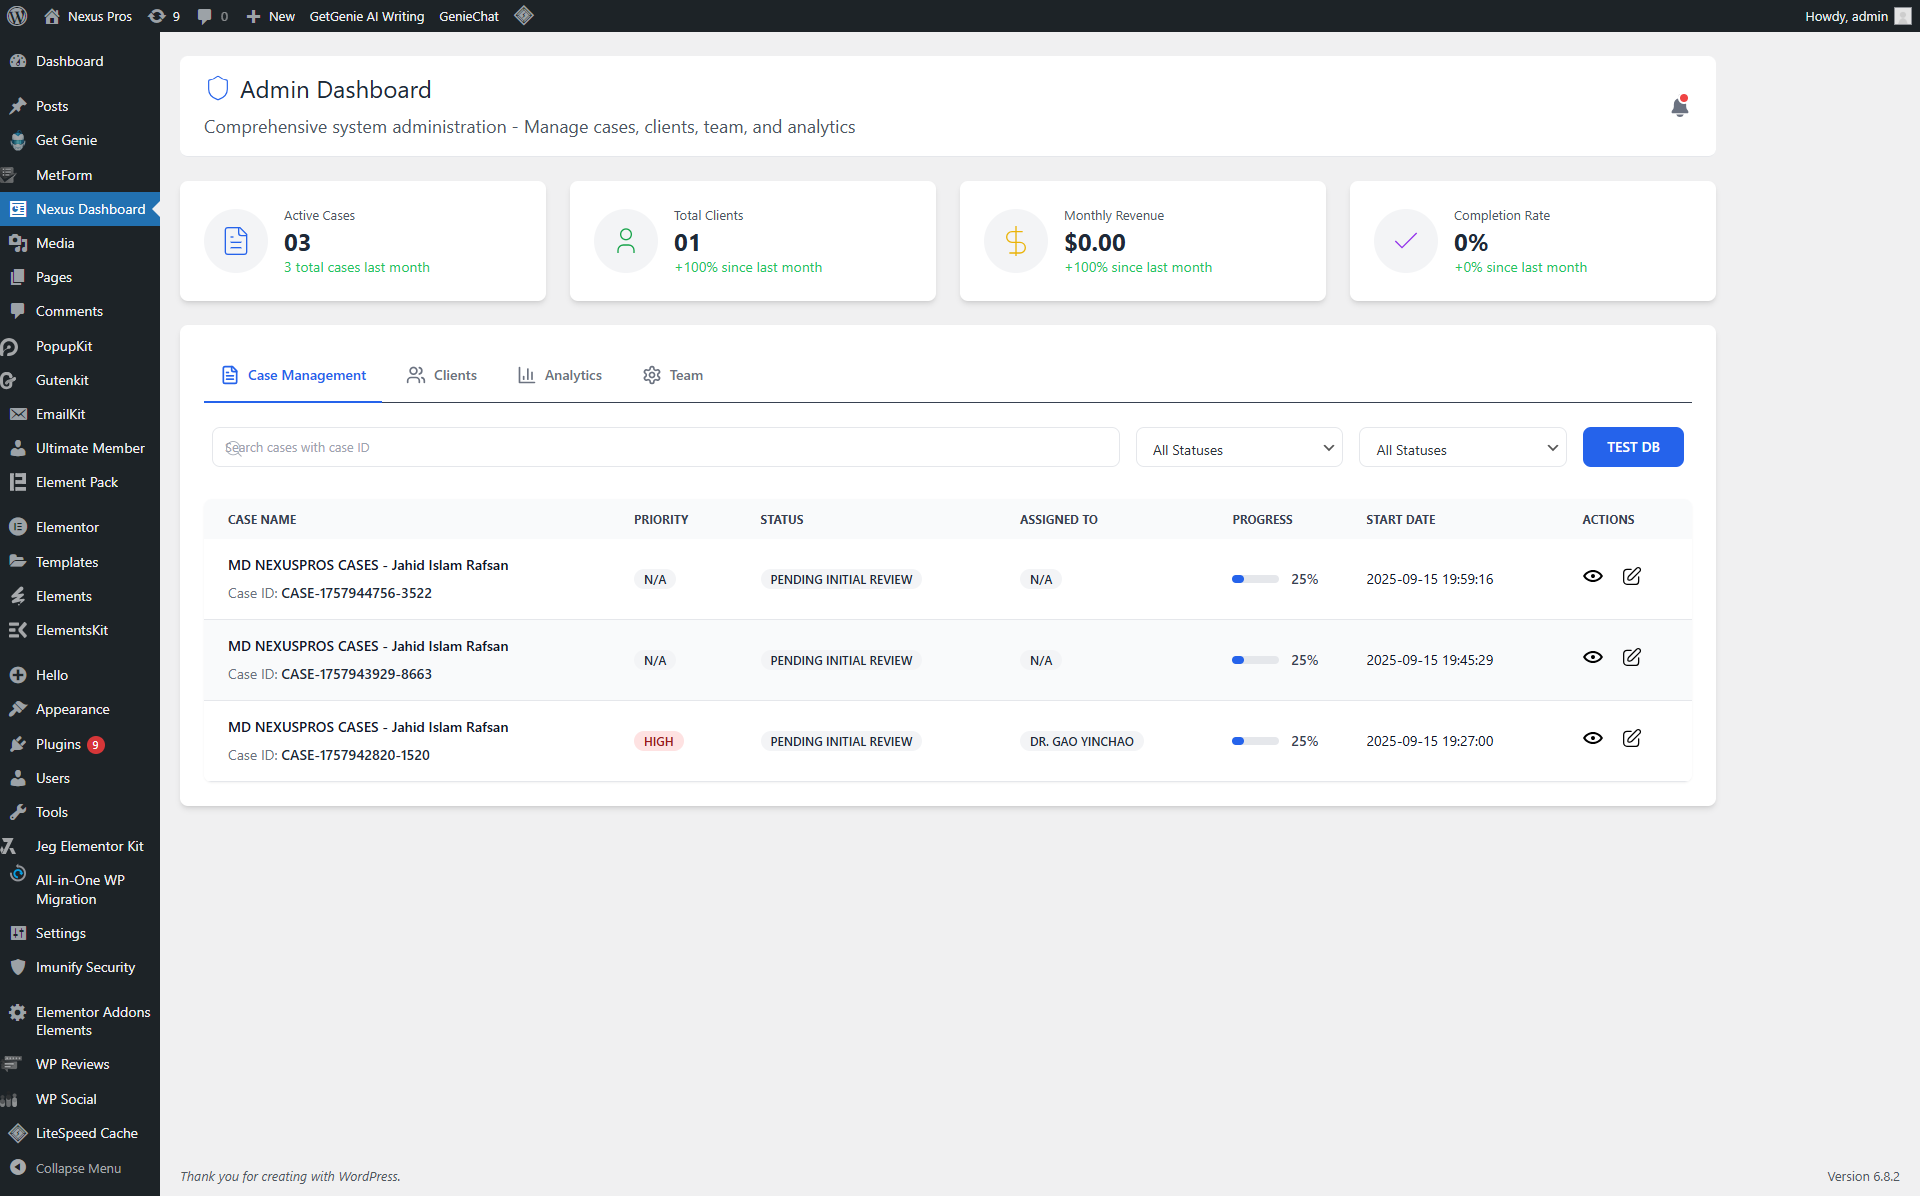 Nexus Pros 9 0 New GetGenie AI Writing GenieChat Howdy, admin
Dashboard
Posts
Get Genie
MetForm
Nexus Dashboard
Media
Pages
Comments
PopupKit
Gutenkit
EmailKit
Ultimate Member
Element Pack
Elementor
Templates
Elements
ElementsKit
Hello
Appearance
Plugins 9
Users
Tools
Jeg Elementor Kit
All-in-One WP
Migration
Settings
Imunify Security
Elementor Addons
Elements
WP Reviews
WP Social
LiteSpeed Cache
Collapse Menu
Admin Dashboard
Comprehensive system administration - Manage cases, clients, team, and analytics
Active Cases
03
3 total cases last month
Total Clients
01
+100% since last month
Monthly Revenue
$0.00
+100% since last month
Completion Rate
0%
+0% since last month
Case Management Clients Analytics Team
Search cases with case ID All Statuses All Statuses TEST DB
CASE NAME PRIORITY STATUS ASSIGNED TO PROGRESS START DATE ACTIONS
MD NEXUSPROS CASES - Jahid Islam Rafsan
Case ID: CASE-1757944756-3522
N/A PENDING INITIAL REVIEW N/A 25% 2025-09-15 19:59:16
MD NEXUSPROS CASES - Jahid Islam Rafsan
Case ID: CASE-1757943929-8663
N/A PENDING INITIAL REVIEW N/A 25% 2025-09-15 19:45:29
MD NEXUSPROS CASES - Jahid Islam Rafsan
Case ID: CASE-1757942820-1520
HIGH PENDING INITIAL REVIEW DR. GAO YINCHAO 25% 2025-09-15 19:27:00
Thank you for creating with WordPress. Version 6.8.2